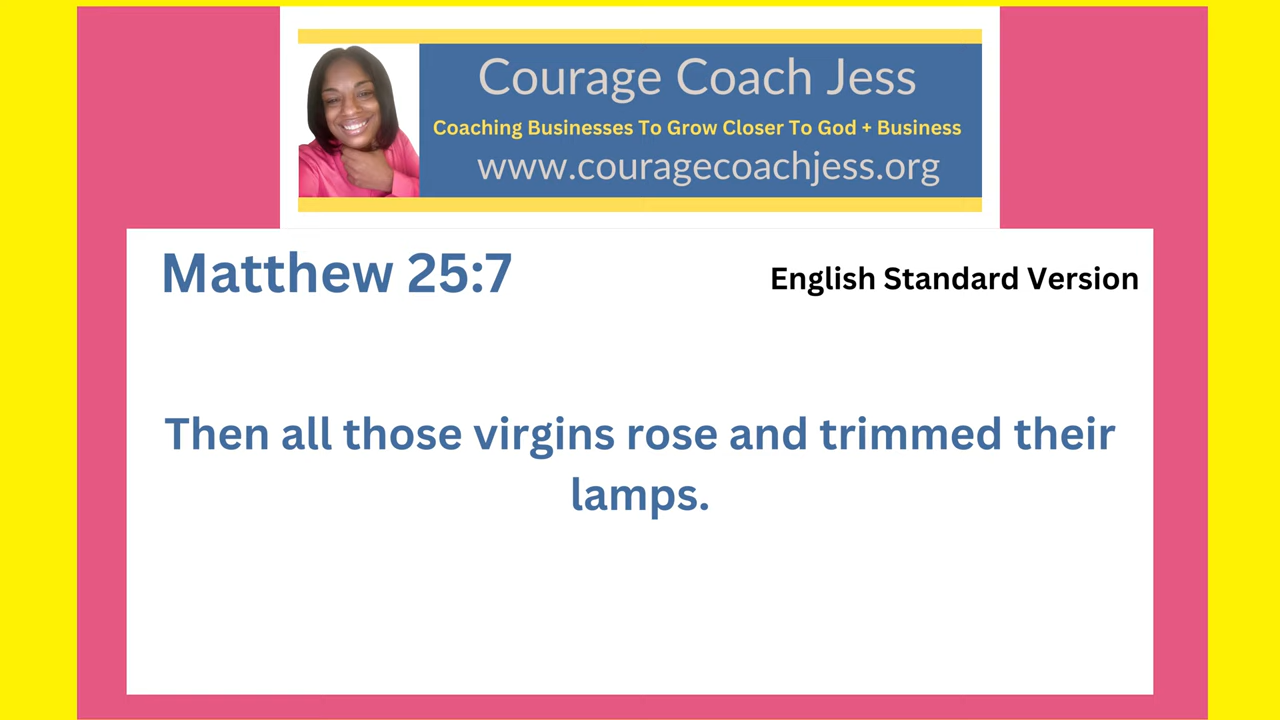 Courage Coach Jess
Coaching Businesses To Grow Closer To God + Business
www.couragecoachjess.org
Matthew 25:7
English Standard Version
Then all those virgins rose and trimmed their
lamps.